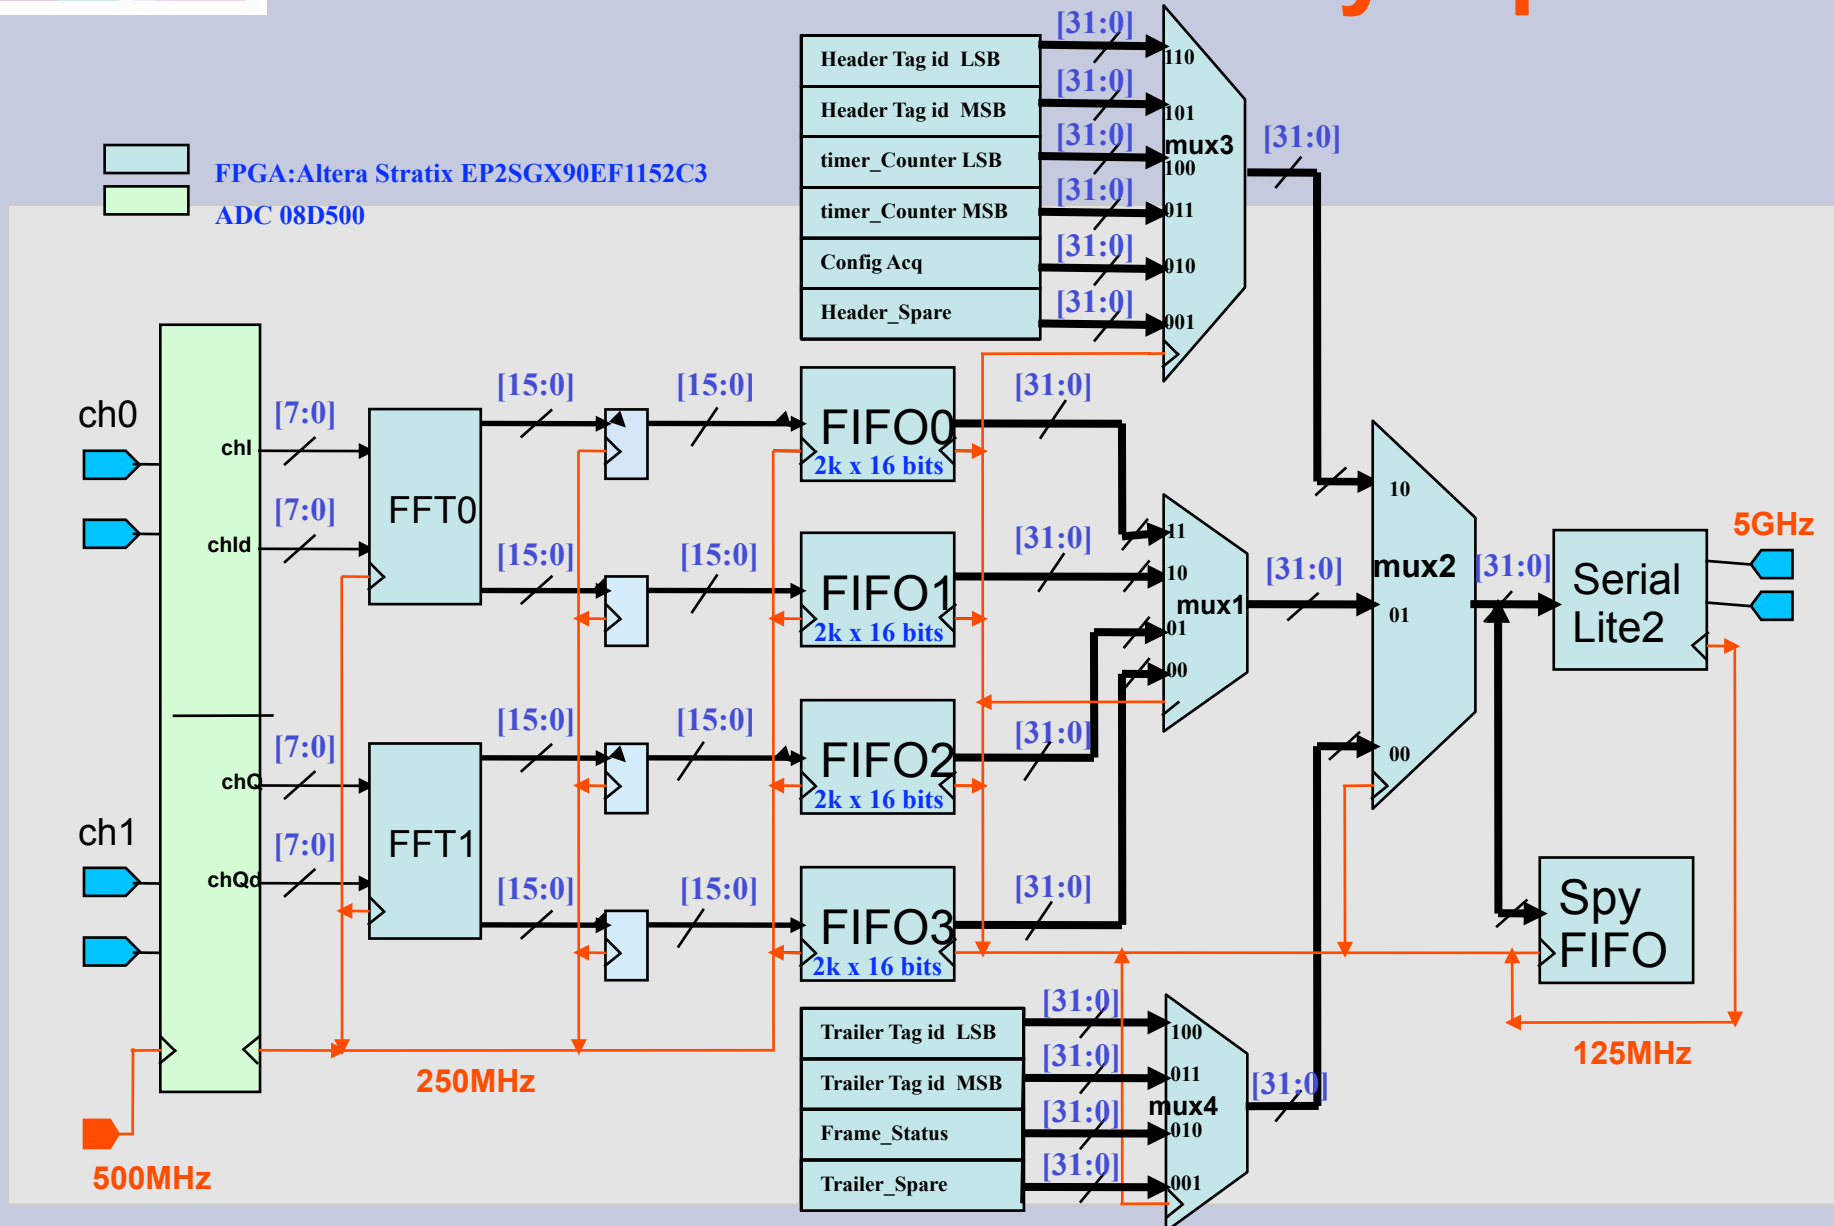 [31:0]
Header Tag id LSB
110
[31:0]
Header Tag id MSB
101
[31:0]
mux3
[31:0]
timer_Counter LSB
100
FPGA:Altera Stratix EP2SGX90EF1152C3
[31:0]
timer_Counter MSB
011
ADC 08D500
[31:0]
Config Acq
010
[31:0]
Header_Spare
001
ch0
[7:0]
[15:0]
[15:0]
[31:0]
chI
FIFO0
2k x 16 bits
10
[7:0]
FFT0
chId
[15:0]
[15:0]
[31:0]
11
10
FIFO1
2k x 16 bits
mux1
01
00
[31:0]
mux2
01
[31:0]
Serial
Lite2
5GHz
[7:0]
[15:0]
[15:0]
[31:0]
chQ
FIFO2
2k x 16 bits
00
ch1
[7:0]
FFT1
chQd
[15:0]
[15:0]
[31:0]
FIFO3
2k x 16 bits
Spy
FIFO
[31:0]
Trailer Tag id LSB
100
125MHz
250MHz
[31:0]
Trailer Tag id MSB
011
[31:0]
mux4
[31:0]
Frame_Status
010
[31:0]
Trailer_Spare
001
500MHz